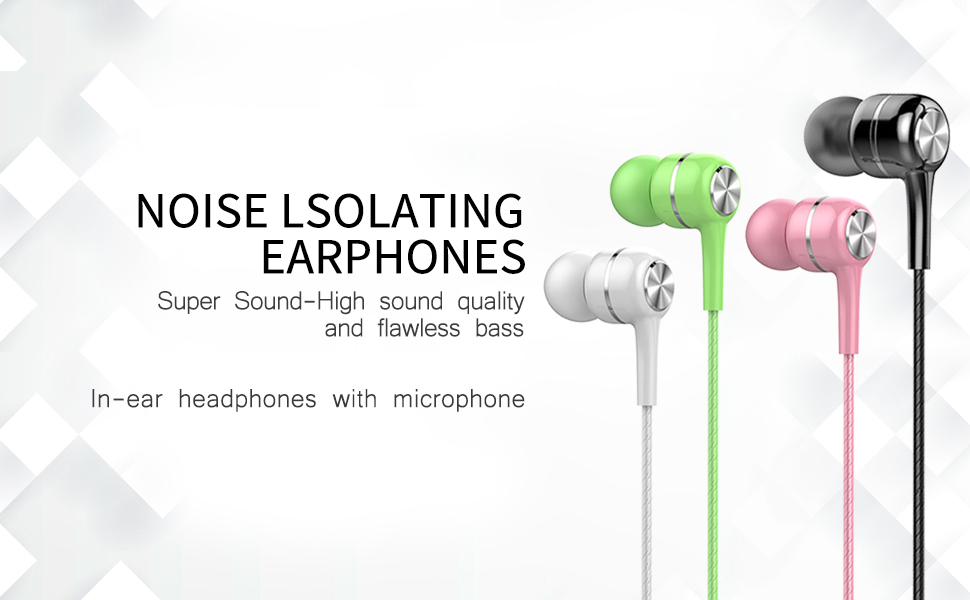 NOISE LSOLATING
EARPHONES
Super Sound-High sound quality
and flawless bass
In-ear headphones with microphone